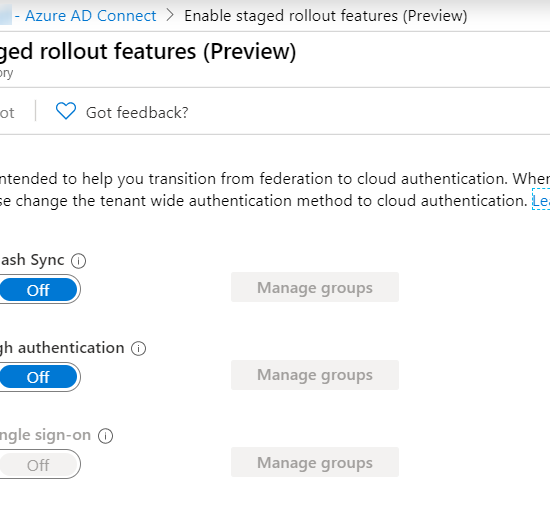 - Azure AD Connect > Enable staged rollout features (Preview)
ged rollout features (Preview)
ory
ot Got feedback?
ntended to help you transition from federation to cloud authentication. When
se change the tenant wide authentication method to cloud authentication. Lea
ash Sync
Off Manage groups
gh authentication
Off Manage groups
ngle sign-on
Off Manage groups